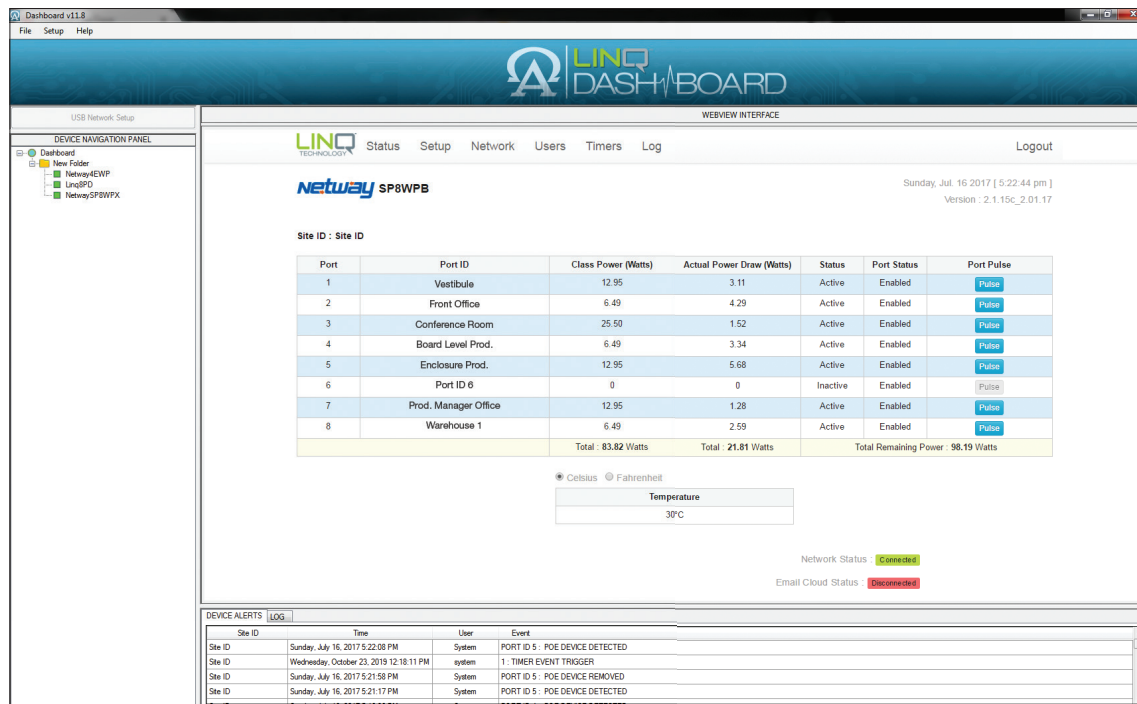 Dashboard v11.8
File Setup Help
LINQ
DASHBOARD
USB Network Setup
WEBVIEW INTERFACE
DEVICE NAVIGATION PANEL
Dashboard
New Folder
Netway4EWP
Linq8PD
NetwaySP8WPX
LINQ TECHNOLOGY Status Setup Network Users Timers Log Logout
Netway SP8WPB
Sunday, Jul. 16 2017 [ 5:22:44 pm ]
Version : 2.1.15c_2.01.17
Site ID : Site ID
Port Port ID Class Power (Watts) Actual Power Draw (Watts) Status Port Status Port Pulse
1 Vestibule 12.95 3.11 Active Enabled Pulse
2 Front Office 6.49 4.29 Active Enabled Pulse
3 Conference Room 25.50 1.52 Active Enabled Pulse
4 Board Level Prod. 6.49 3.34 Active Enabled Pulse
5 Enclosure Prod. 12.95 5.68 Active Enabled Pulse
6 Port ID 6 0 0 Inactive Enabled Pulse
7 Prod. Manager Office 12.95 1.28 Active Enabled Pulse
8 Warehouse 1 6.49 2.59 Active Enabled Pulse
Total : 83.82 Watts Total : 21.81 Watts Total Remaining Power : 98.19 Watts
Celsius Fahrenheit
Temperature
30°C
Network Status : Connected
Email Cloud Status : Disconnected
DEVICE ALERTS LOG
Site ID Time User Event
Site ID Sunday, July 16, 2017 5:22:08 PM System PORT ID 5 : POE DEVICE DETECTED
Site ID Wednesday, October 23, 2019 12:18:11 PM system 1 : TIMER EVENT TRIGGER
Site ID Sunday, July 16, 2017 5:21:58 PM System PORT ID 5 : POE DEVICE REMOVED
Site ID Sunday, July 16, 2017 5:21:17 PM System PORT ID 5 : POE DEVICE DETECTED